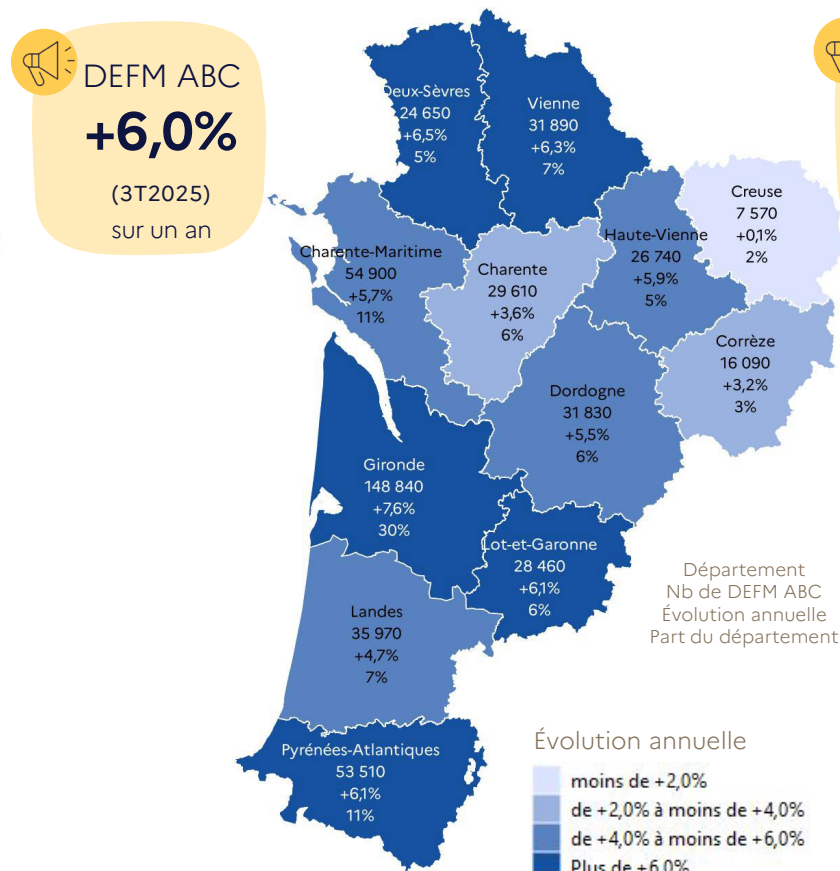 DEFM ABC
+6,0%
(3T2025)
sur un an
Deux-Sèvres
24 650
+6,5%
5%
Vienne
31 890
+6,3%
7%
Creuse
7 570
+0,1%
2%
Haute-Vienne
26 740
+5,9%
5%
Charente-Maritime
54 900
+5,7%
11%
Charente
29 610
+3,6%
6%
Corrèze
16 090
+3,2%
3%
Dordogne
31 830
+5,5%
6%
Gironde
148 840
+7,6%
30%
Lot-et-Garonne
28 460
+6,1%
6%
Landes
35 970
+4,7%
7%
Pyrénées-Atlantiques
53 510
+6,1%
11%
Département
Nb de DEFM ABC
Évolution annuelle
Part du département
Évolution annuelle
moins de +2,0%
de +2,0% à moins de +4,0%
de +4,0% à moins de +6,0%
Plus de +6,0%